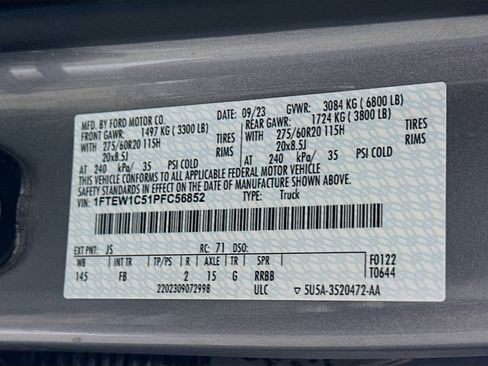 MFD. BY FORD MOTOR CO. 09/23 GVWR: 3084 KG ( 6800 LB)
FRONT GAWR: 1497 KG ( 3300 LB) REAR GAWR: 1724 KG ( 3800 LB)
WITH 275/60R20 115H TIRES WITH 275/60R20 115H TIRES
20x8.5J RIMS 20x8.5J RIMS
AT 240 kPa/ 35 PSI COLD AT 240 kPa/ 35 PSI COLD
THIS VEHICLE CONFORMS TO ALL APPLICABLE FEDERAL MOTOR VEHICLE
SAFETY STANDARDS IN EFFECT ON THE DATE OF MANUFACTURE SHOWN ABOVE.
VIN: 1FTEW1C51PFC56852 TYPE: Truck
EXT PNT: JS RC: 71 DSO: F0122
WB INT TR TP/PS R AXLE TR SPR T0644
145 FB 2 15 G RRBB
2202309072998 ULC ▽ 5U5A-3520472-AA